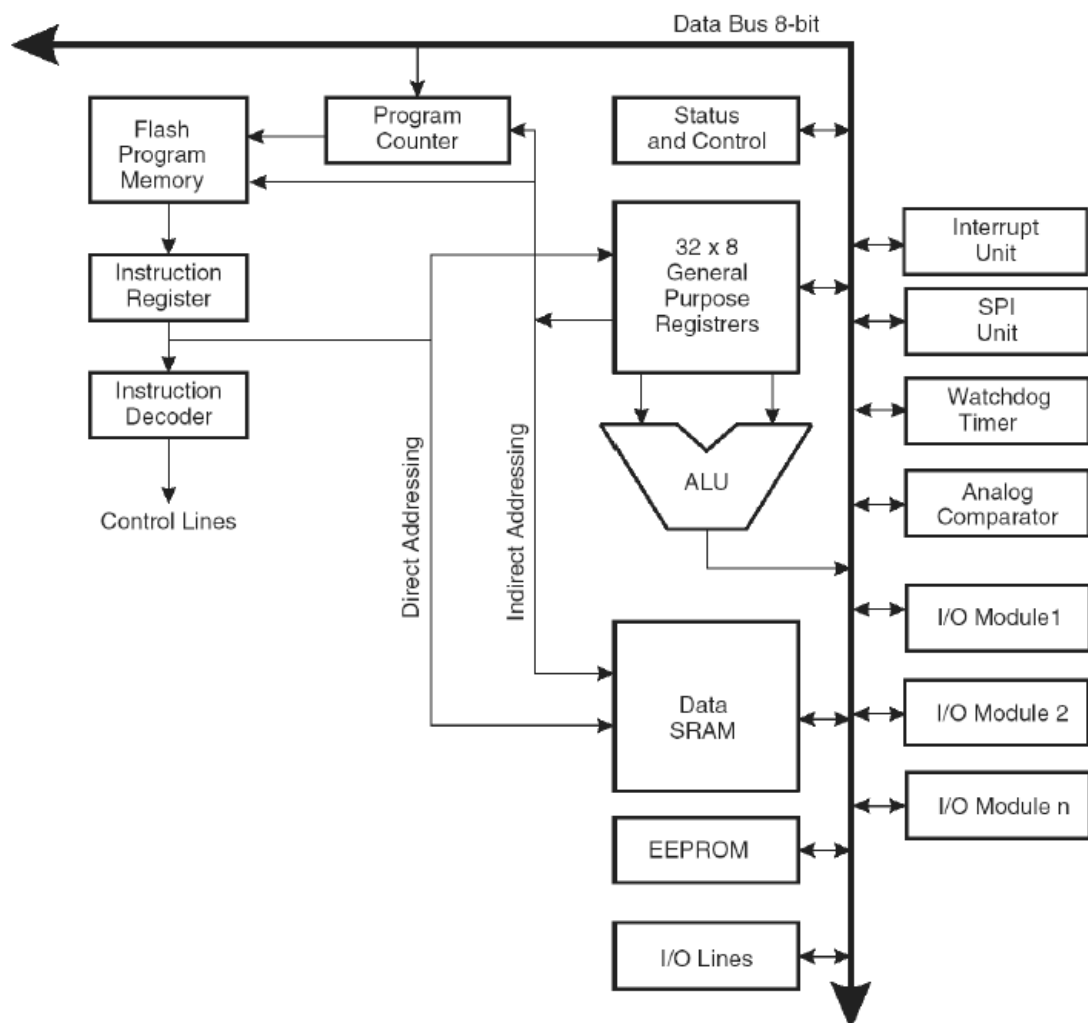 Data Bus 8-bit
Flash
Program
Memory
Program
Counter
Status
and Control
32 x 8
General
Purpose
Registrers
Interrupt
Unit
Instruction
Register
SPI
Unit
Instruction
Decoder
Watchdog
Timer
Control Lines
Direct Addressing
Indirect Addressing
ALU
Analog
Comparator
I/O Module1
Data
SRAM
I/O Module 2
I/O Module n
EEPROM
I/O Lines